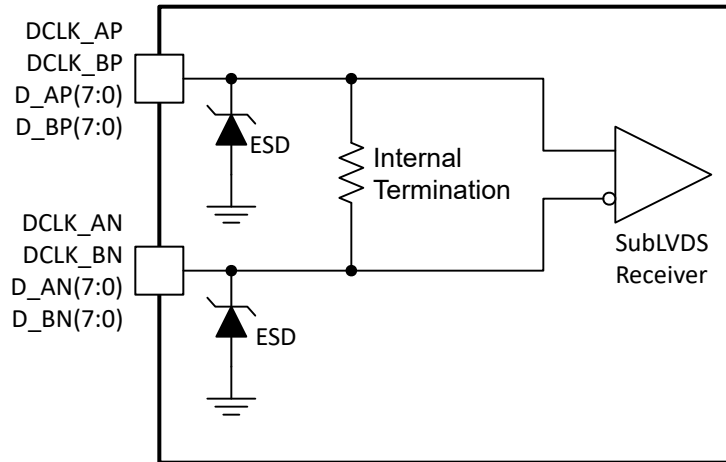 DCLK_AP
DCLK_BP
D_AP(7:0)
D_BP(7:0)
ESD
Internal
Termination
DCLK_AN
DCLK_BN
D_AN(7:0)
D_BN(7:0)
ESD
SubLVDS
Receiver